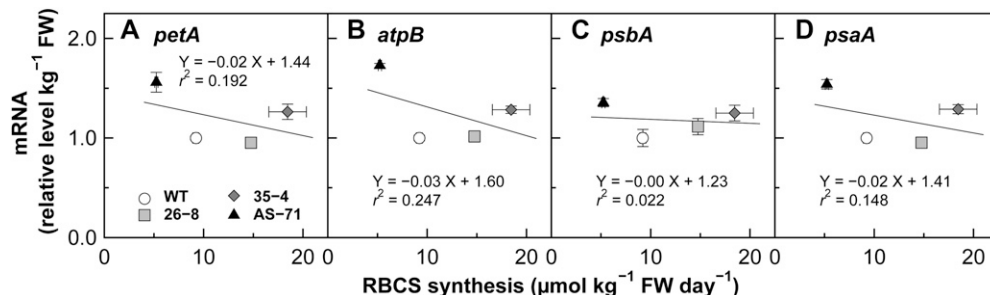 A petA
Y = −0.02 X + 1.44
r² = 0.192
B atpB
Y = −0.03 X + 1.60
r² = 0.247
C psbA
Y = −0.00 X + 1.23
r² = 0.022
D psaA
Y = −0.02 X + 1.41
r² = 0.148
WT
26−8
35−4
AS−71
mRNA
(relative level kg⁻¹ FW)
2.0
1.0
0.0
0 10 20
0 10 20
0 10 20
0 10 20
RBCS synthesis (μmol kg⁻¹ FW day⁻¹)